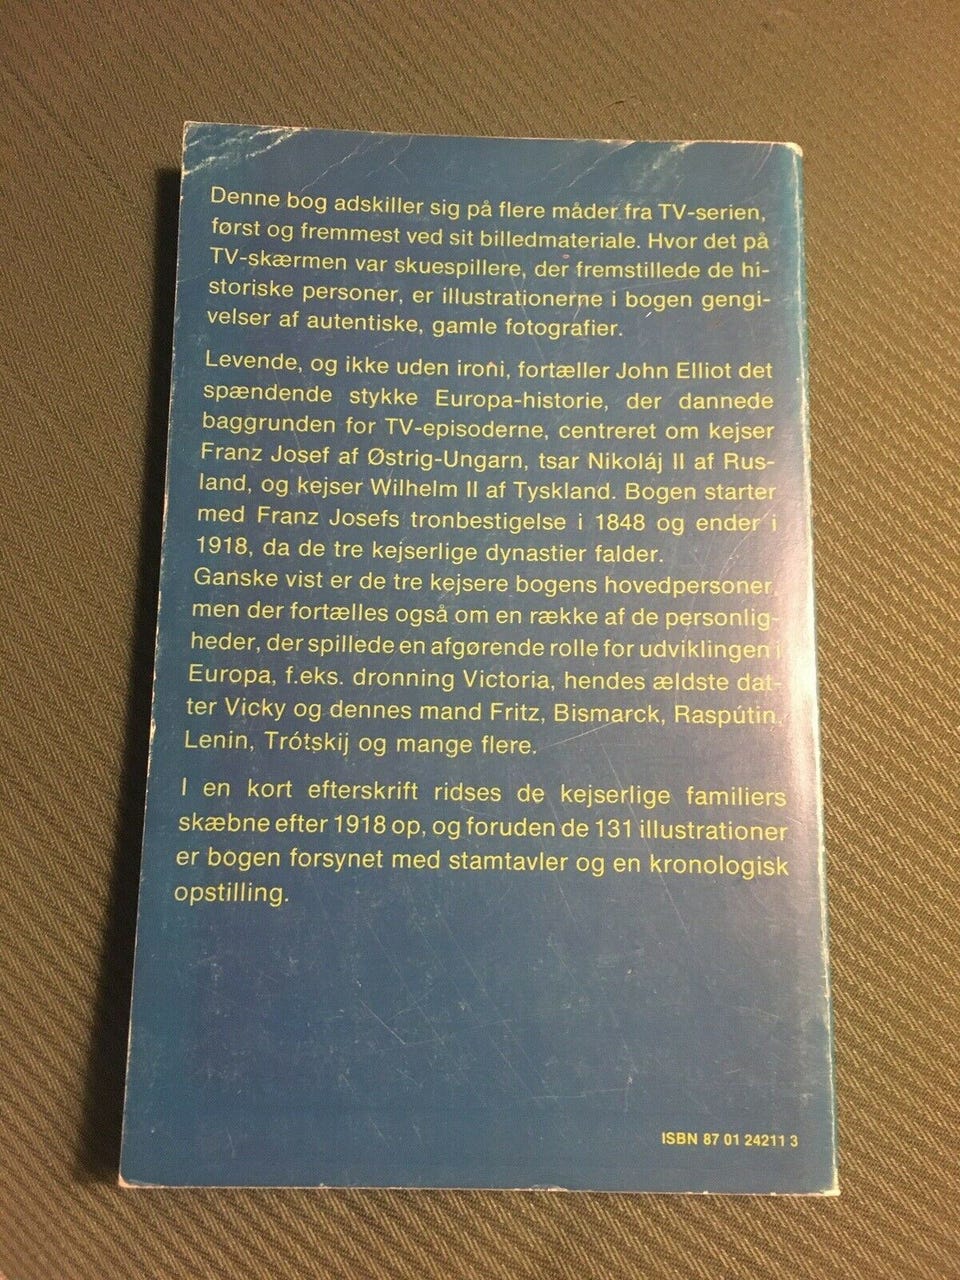 Denne bog adskiller sig på flere måder fra TV-serien,
først og fremmest ved sit billedmateriale. Hvor det på
TV-skærmen var skuespillere, der fremstillede de hi-
storiske personer, er illustrationerne i bogen gengi-
velser af autentiske, gamle fotografier.
Levende, og ikke uden ironi, fortæller John Elliot det
spændende stykke Europa-historie, der dannede
baggrunden for TV-episoderne, centreret om kejser
Franz Josef af Østrig-Ungarn, tsar Nikoláj II af Rus-
land, og kejser Wilhelm II af Tyskland. Bogen starter
med Franz Josefs tronbestigelse i 1848 og ender i
1918, da de tre kejserlige dynastier falder.
Ganske vist er de tre kejsere bogens hovedpersoner,
men der fortælles også om en række af de personlig-
heder, der spillede en afgørende rolle for udviklingen i
Europa, f.eks. dronning Victoria, hendes ældste dat-
ter Vicky og dennes mand Fritz, Bismarck, Raspútin,
Lenin, Trótskij og mange flere.
I en kort efterskrift ridses de kejserlige familiers
skæbne efter 1918 op, og foruden de 131 illustrationer
er bogen forsynet med stamtavler og en kronologisk
opstilling.
ISBN 87 01 24211 3